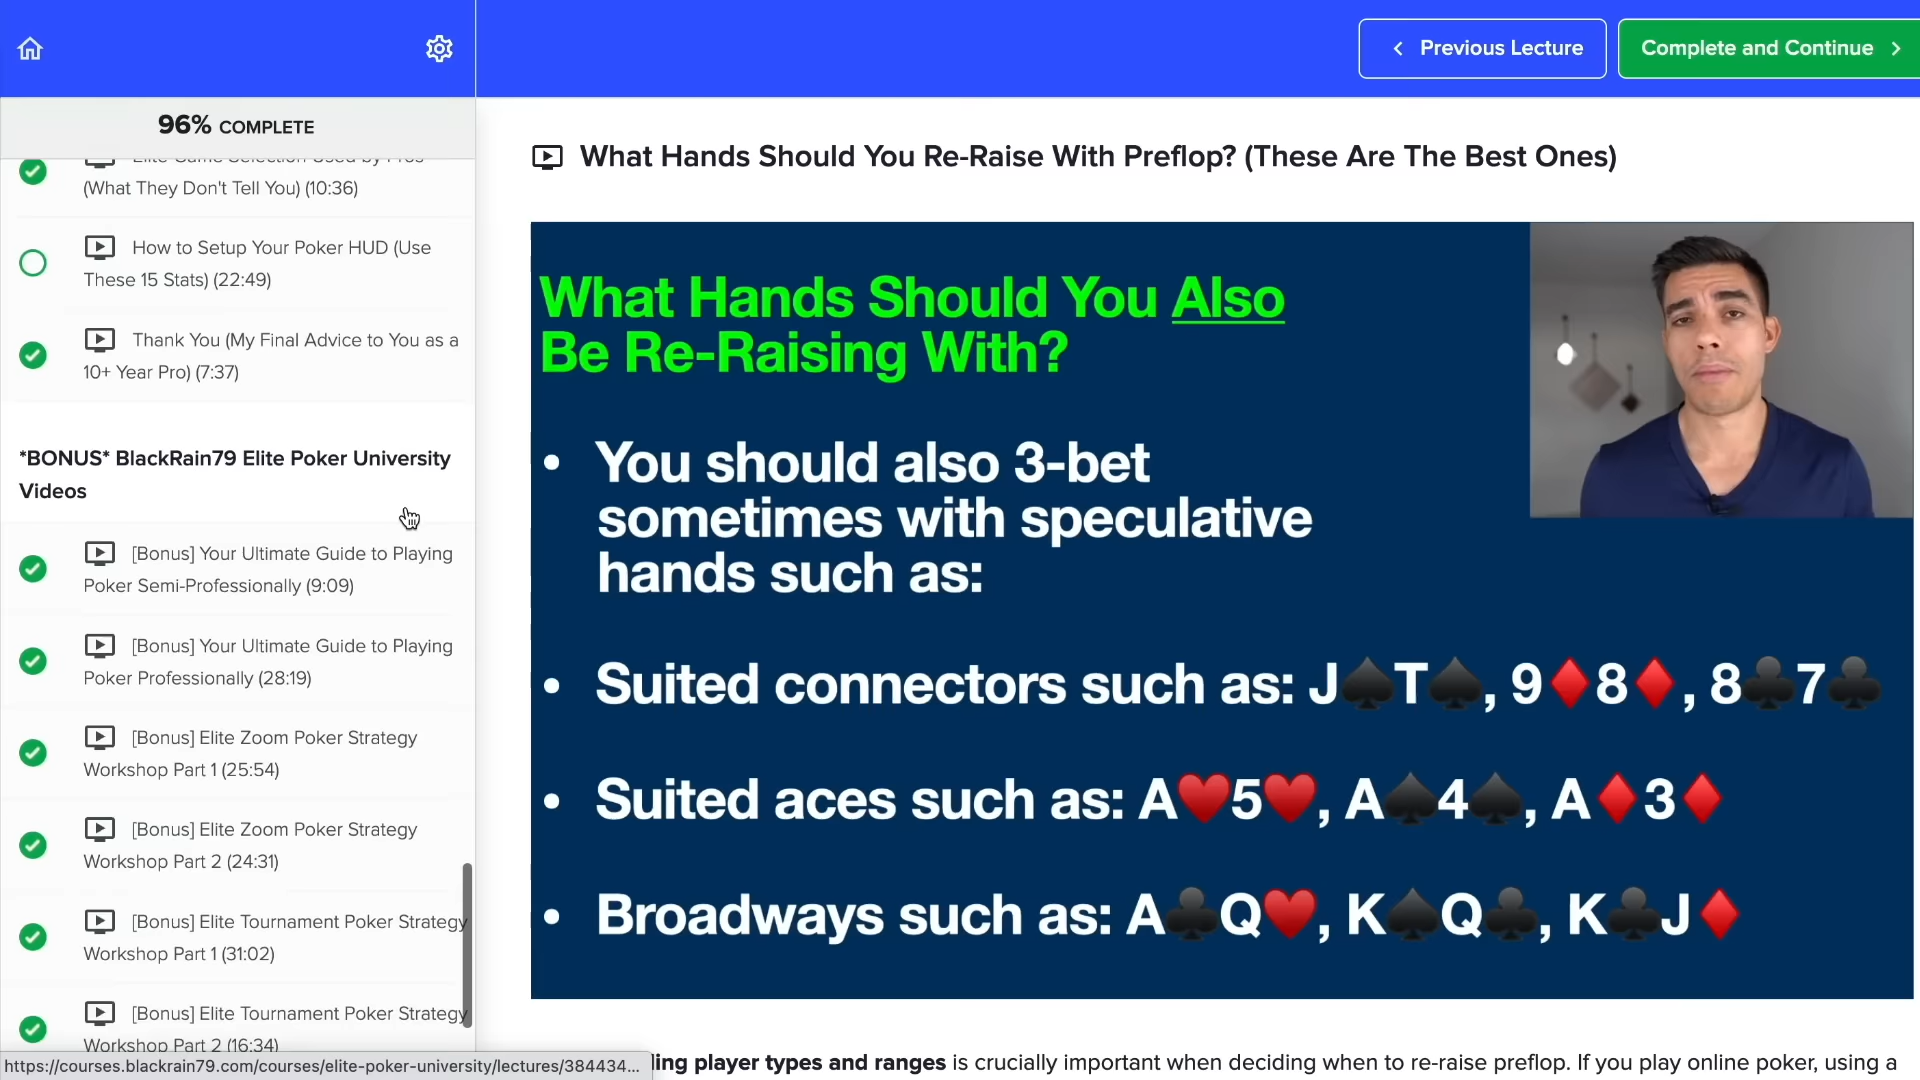 Previous Lecture
Complete and Continue
96% COMPLETE
Elite Game Selection Used by Pros
(What They Don't Tell You) (10:36)
How to Setup Your Poker HUD (Use
These 15 Stats) (22:49)
Thank You (My Final Advice to You as a
10+ Year Pro) (7:37)
*BONUS* BlackRain79 Elite Poker University
Videos
[Bonus] Your Ultimate Guide to Playing
Poker Semi-Professionally (9:09)
[Bonus] Your Ultimate Guide to Playing
Poker Professionally (28:19)
[Bonus] Elite Zoom Poker Strategy
Workshop Part 1 (25:54)
[Bonus] Elite Zoom Poker Strategy
Workshop Part 2 (24:31)
[Bonus] Elite Tournament Poker Strategy
Workshop Part 1 (31:02)
[Bonus] Elite Tournament Poker Strategy
Workshop Part 2 (16:34)
https://courses.blackrain79.com/courses/elite-poker-university/lectures/384434...
What Hands Should You Re-Raise With Preflop? (These Are The Best Ones)
What Hands Should You Also
Be Re-Raising With?
• You should also 3-bet
sometimes with speculative
hands such as:
• Suited connectors such as: J♠T♠, 9♦8♦, 8♣7♣
• Suited aces such as: A♥5♥, A♠4♠, A♦3♦
• Broadways such as: A♣Q♥, K♠Q♣, K♣J♦
player types and ranges is crucially important when deciding when to re-raise preflop. If you play online poker, using a